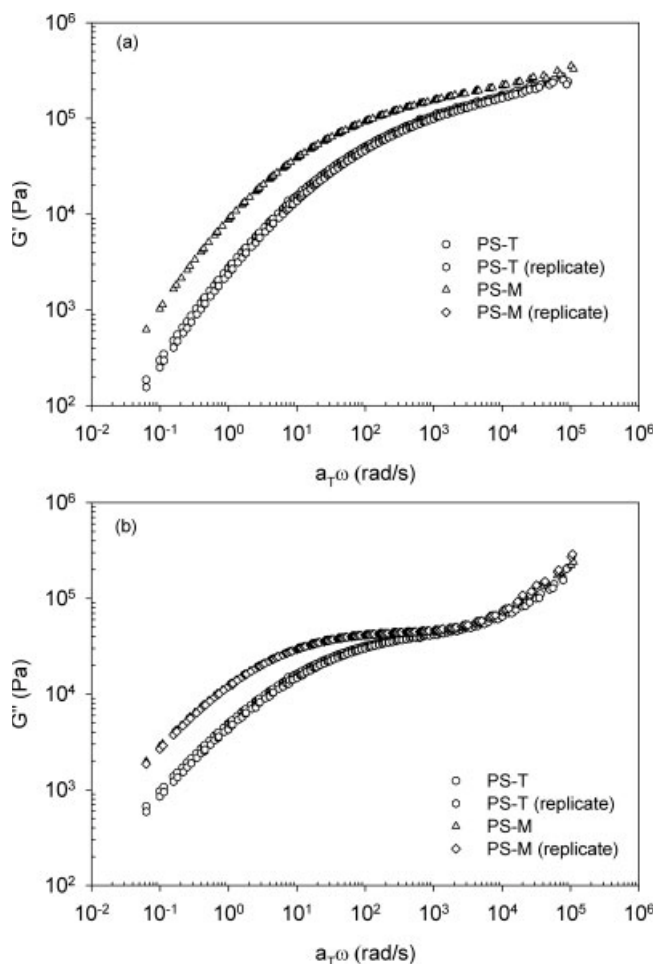 (a)
10⁶
10⁵
10⁴
10³
10²
G' (Pa)
PS-T
PS-T (replicate)
PS-M
PS-M (replicate)
10⁻² 10⁻¹ 10⁰ 10¹ 10² 10³ 10⁴ 10⁵ 10⁶
a_Tω (rad/s)
(b)
10⁶
10⁵
10⁴
10³
10²
G" (Pa)
PS-T
PS-T (replicate)
PS-M
PS-M (replicate)
10⁻² 10⁻¹ 10⁰ 10¹ 10² 10³ 10⁴ 10⁵ 10⁶
a_Tω (rad/s)